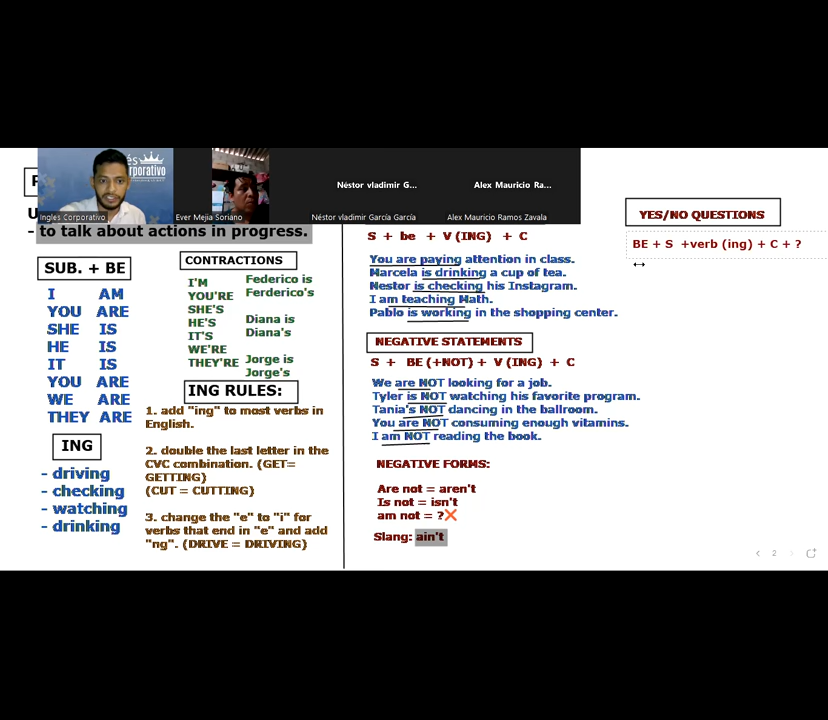 és
rporativo
Inglés Corporativo
Ever Mejia Soriano
Néstor vladimir G...
Néstor vladimir García García
Alex Mauricio Ra...
Alex Mauricio Ramos Zavala
- to talk about actions in progress.
SUB. + BE
I AM
YOU ARE
SHE IS
HE IS
IT IS
YOU ARE
WE ARE
THEY ARE
ING
- driving
- checking
- watching
- drinking
CONTRACTIONS
I'M
YOU'RE
SHE'S
HE'S
IT'S
WE'RE
THEY'RE
Federico is
Ferderico's
Diana is
Diana's
Jorge is
Jorge's
ING RULES:
1. add "ing" to most verbs in
English.
2. double the last letter in the
CVC combination. (GET=
GETTING)
(CUT = CUTTING)
3. change the "e" to "i" for
verbs that end in "e" and add
"ng". (DRIVE = DRIVING)
S + be + V (ING) + C
You are paying attention in class.
Marcela is drinking a cup of tea.
Nestor is checking his Instagram.
I am teaching Math.
Pablo is working in the shopping center.
NEGATIVE STATEMENTS
S + BE (+NOT) + V (ING) + C
We are NOT looking for a job.
Tyler is NOT watching his favorite program.
Tania's NOT dancing in the ballroom.
You are NOT consuming enough vitamins.
I am NOT reading the book.
NEGATIVE FORMS:
Are not = aren't
Is not = isn't
am not = ?❌
Slang: ain't
YES/NO QUESTIONS
BE + S +verb (ing) + C + ?
2